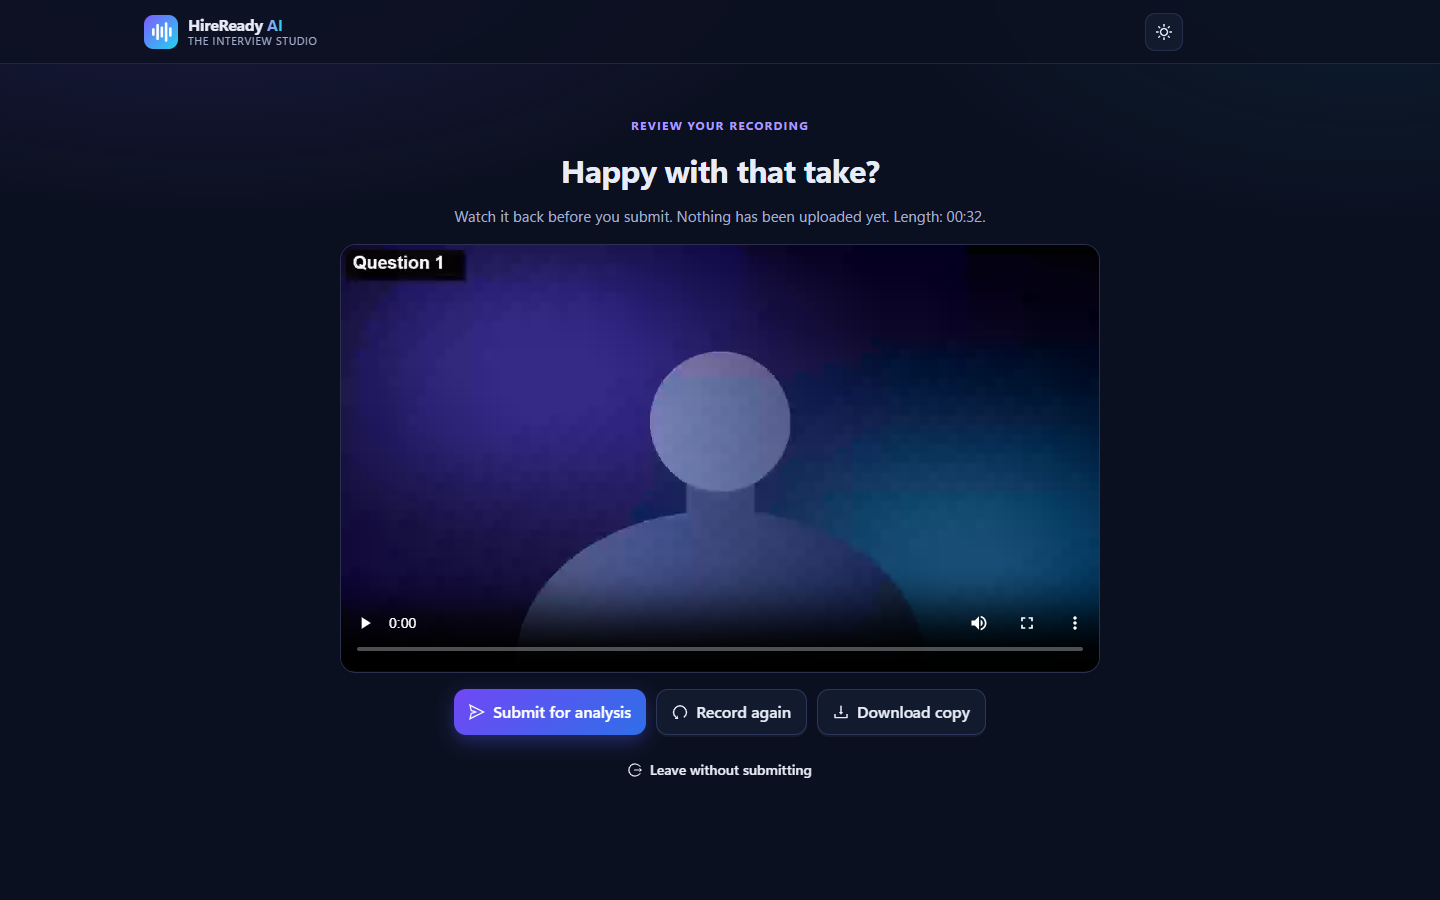 HireReady AI
THE INTERVIEW STUDIO
REVIEW YOUR RECORDING
Happy with that take?
Watch it back before you submit. Nothing has been uploaded yet. Length: 00:32.
Question 1
0:00
Submit for analysis
Record again
Download copy
Leave without submitting